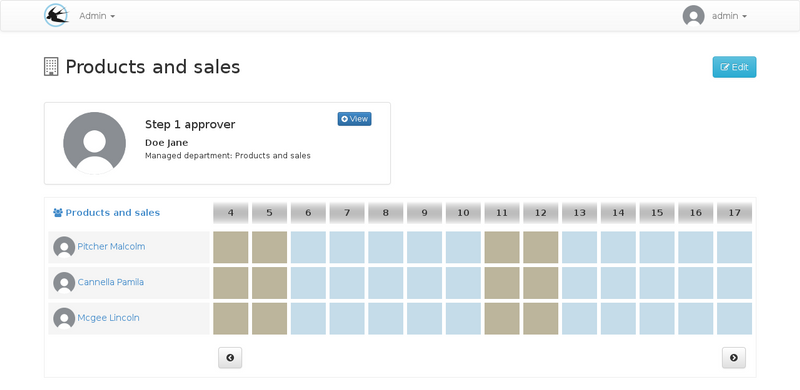 Admin
admin
Products and sales
Edit
Step 1 approver
View
Doe Jane
Managed department: Products and sales
Products and sales 4 5 6 7 8 9 10 11 12 13 14 15 16 17
Pitcher Malcolm
Cannella Pamila
Mcgee Lincoln